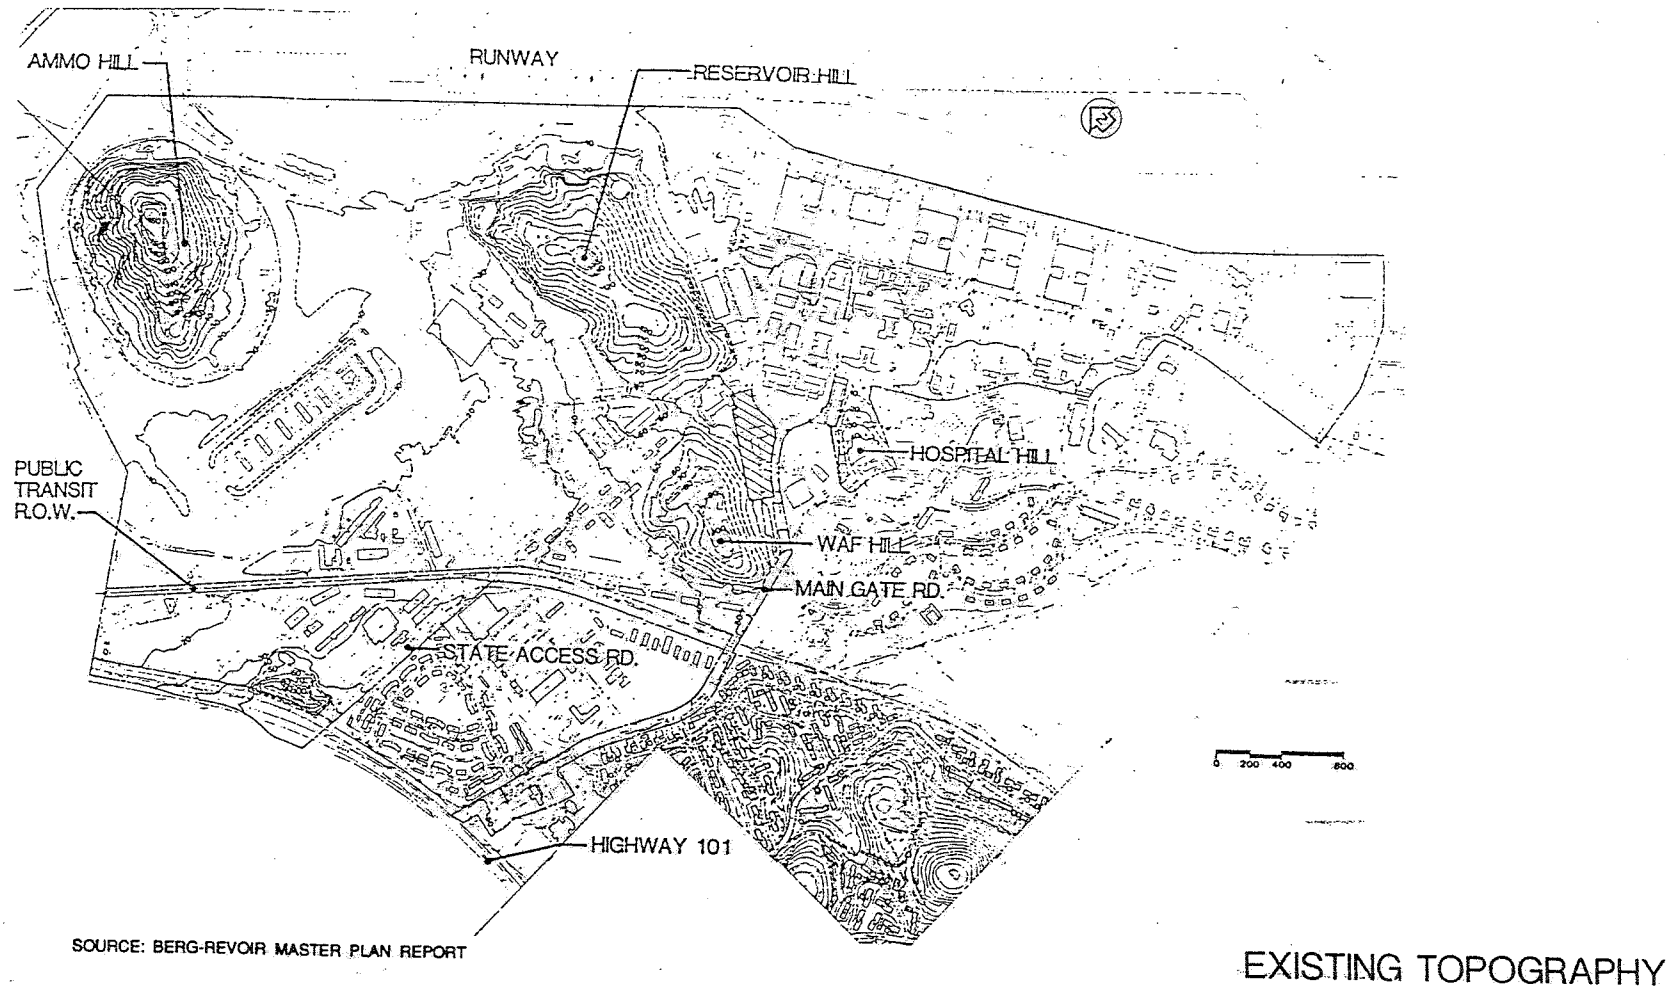 AMMO HILL
RUNWAY
RESERVOIR HILL
N
PUBLIC
TRANSIT
R.O.W.
HOSPITAL HILL
WAF HILL
MAIN GATE RD.
STATE ACCESS RD.
HIGHWAY 101
0 200 400 800
SOURCE: BERG-REVOIR MASTER PLAN REPORT
EXISTING TOPOGRAPHY